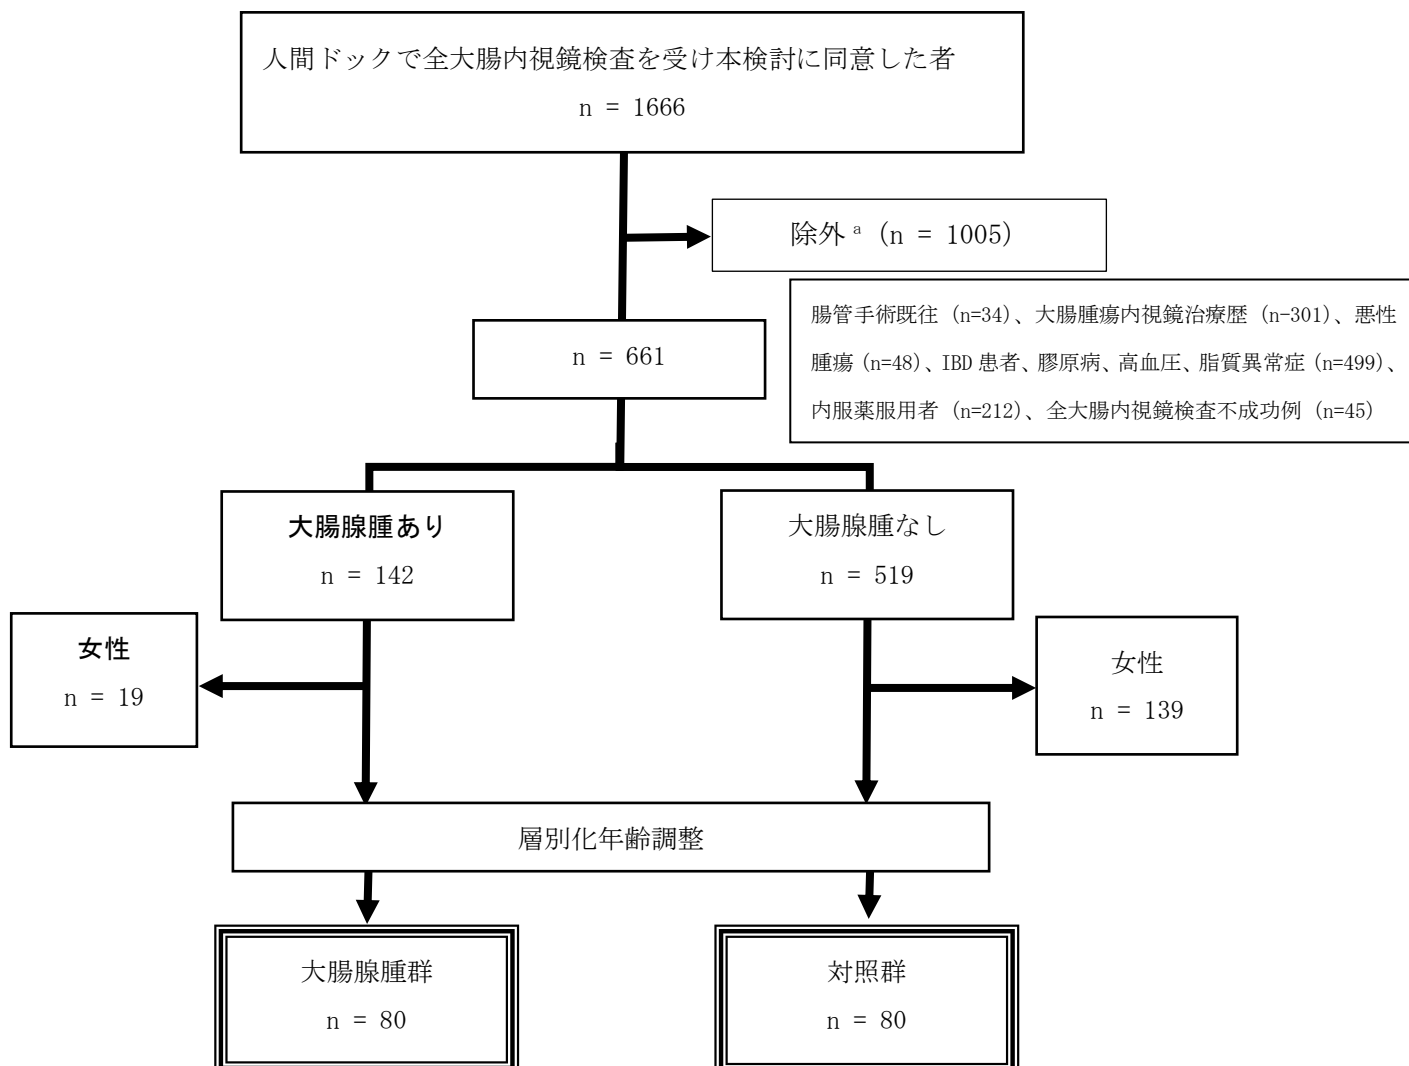 人間ドックで全大腸内視鏡検査を受け本検討に同意した者
n = 1666
除外 a (n = 1005)
腸管手術既往 (n=34)、大腸腫瘍内視鏡治療歴 (n-301)、悪性
腫瘍 (n=48)、IBD 患者、膠原病、高血圧、脂質異常症 (n=499)、
内服薬服用者 (n=212)、全大腸内視鏡検査不成功例 (n=45)
n = 661
大腸腺腫あり
n = 142
大腸腺腫なし
n = 519
女性
n = 19
女性
n = 139
層別化年齢調整
大腸腺腫群
n = 80
対照群
n = 80